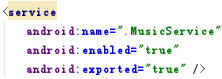 <service
android:name=".MusicService"
android:enabled="true"
android:exported="true" />